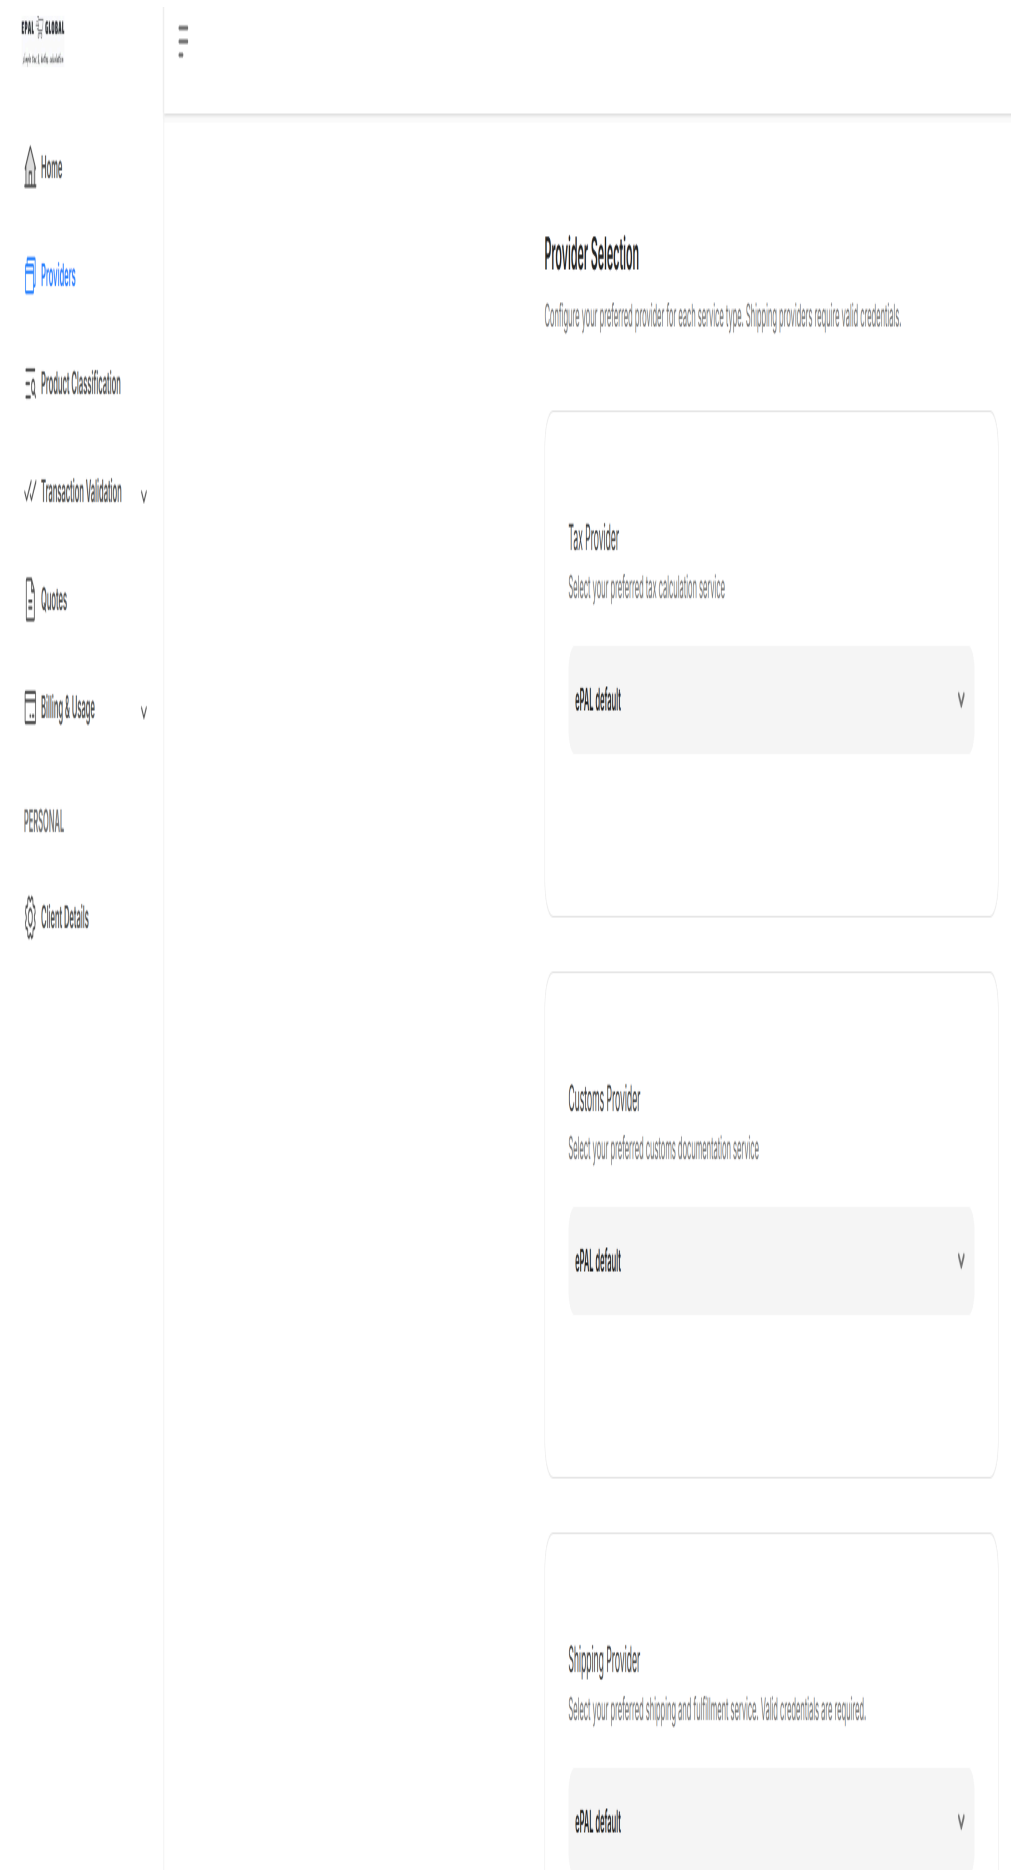 EPAL GLOBAL
Home
Providers
Product Classification
Transaction Validation
Quotes
Billing & Usage
PERSONAL
Client Details
Provider Selection
Configure your preferred provider for each service type. Shipping providers require valid credentials.
Tax Provider
Select your preferred tax calculation service
ePAL default
Customs Provider
Select your preferred customs documentation service
ePAL default
Shipping Provider
Select your preferred shipping and fulfillment service. Valid credentials are required.
ePAL default